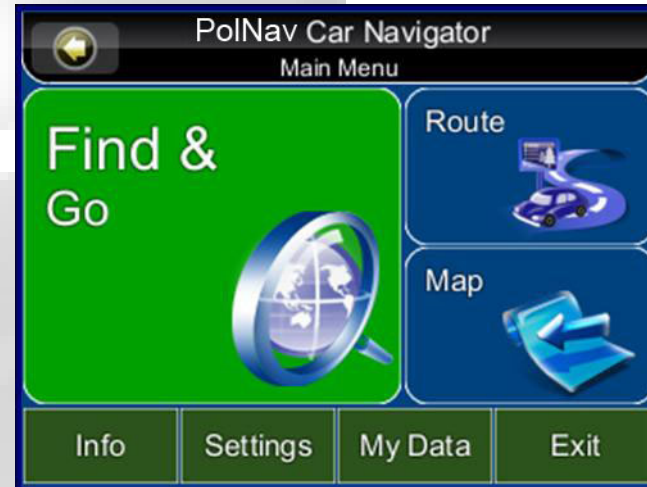 PolNav Car Navigator
Main Menu
Find &
Go
Route
Map
Info
Settings
My Data
Exit